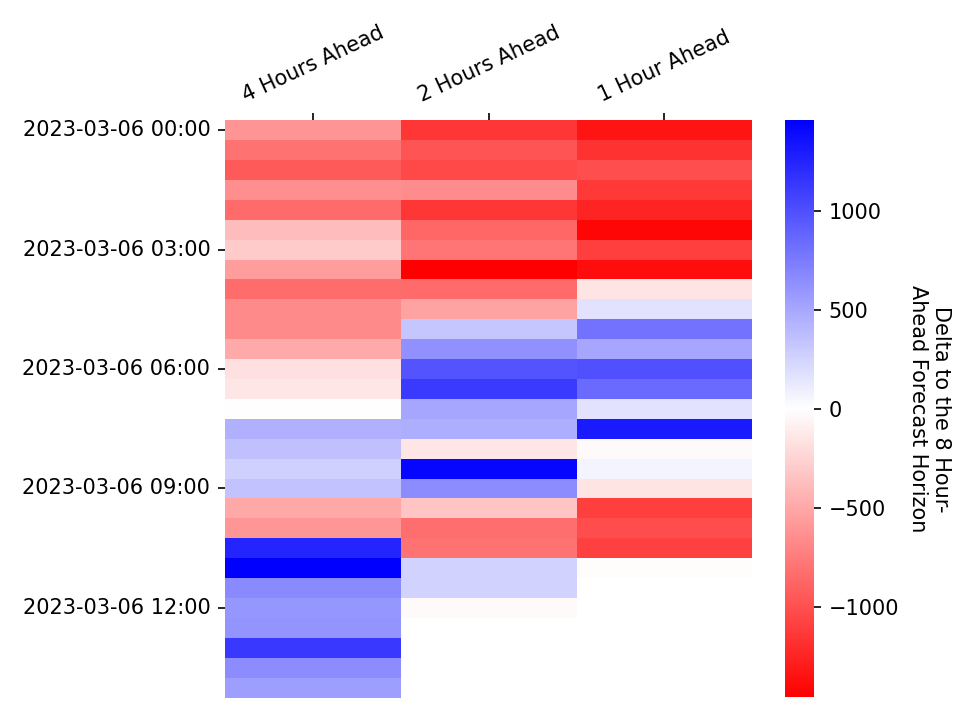 4 Hours Ahead
2 Hours Ahead
1 Hour Ahead
2023-03-06 00:00
2023-03-06 03:00
2023-03-06 06:00
2023-03-06 09:00
2023-03-06 12:00
1000
500
0
−500
−1000
Delta to the 8 Hour-
Ahead Forecast Horizon